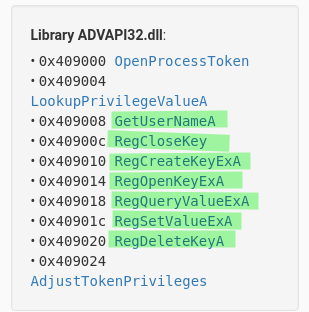 Library ADVAPI32.dll:
• 0x409000 OpenProcessToken
• 0x409004
LookupPrivilegeValueA
• 0x409008 GetUserNameA
• 0x40900c RegCloseKey
• 0x409010 RegCreateKeyExA
• 0x409014 RegOpenKeyExA
• 0x409018 RegQueryValueExA
• 0x40901c RegSetValueExA
• 0x409020 RegDeleteKeyA
• 0x409024
AdjustTokenPrivileges